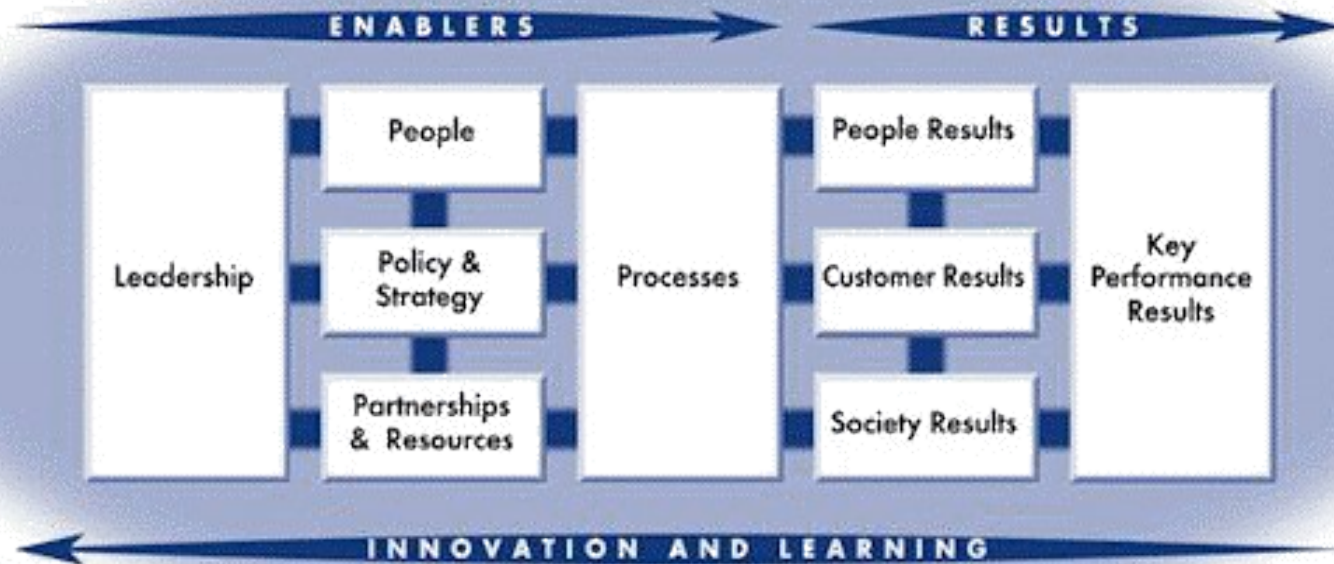 ENABLERS
RESULTS
Leadership
People
Policy &
Strategy
Partnerships
& Resources
Processes
People Results
Customer Results
Society Results
Key
Performance
Results
INNOVATION AND LEARNING